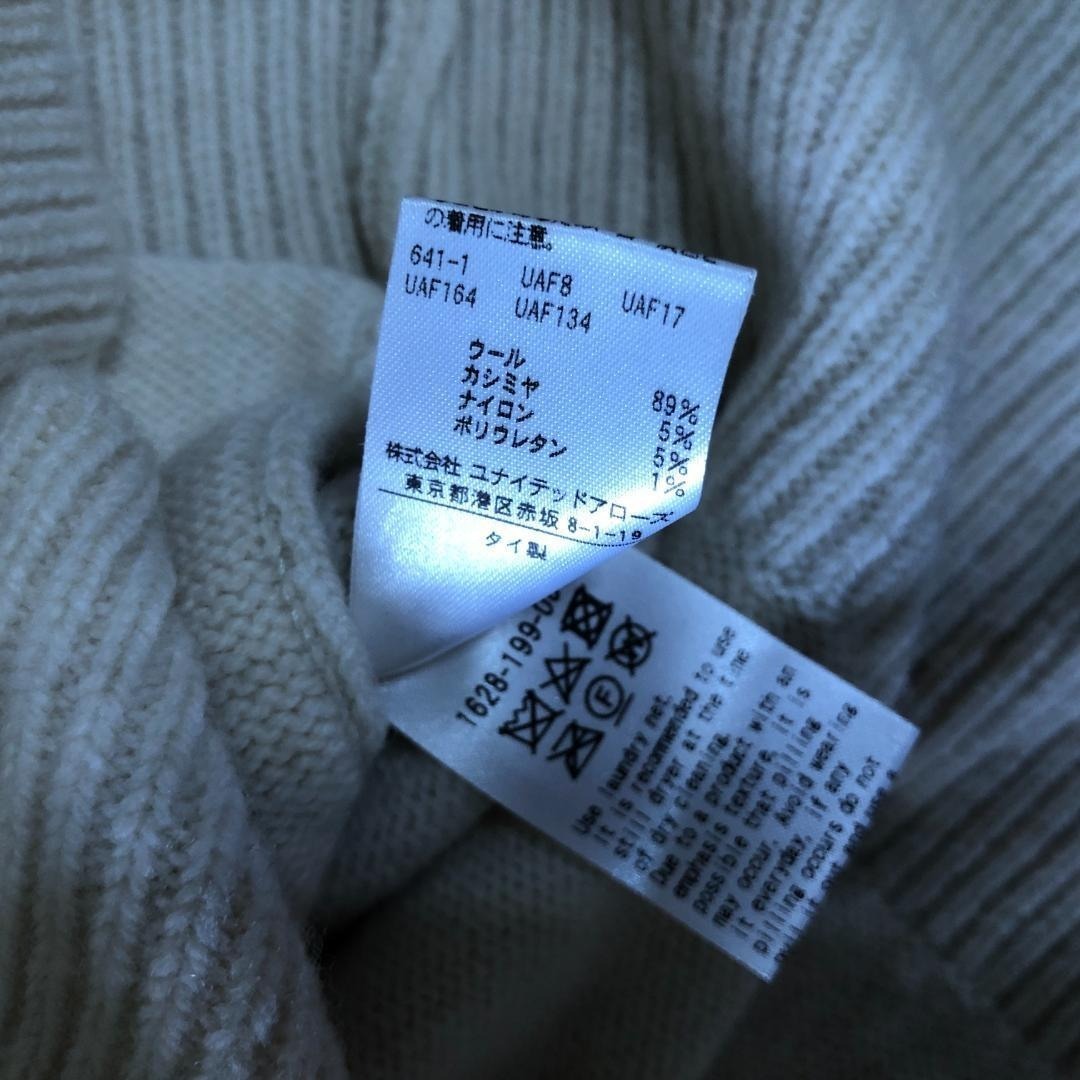 の着用に注意。
641-1 UAF8 UAF17
UAF164 UAF134
ウール 89%
カシミヤ 5%
ナイロン 5%
ポリウレタン 1%
株式会社 ユナイテッドアローズ
東京都港区赤坂 8-1-19
タイ製
1628-199-0
Use laundry net.
It is recommended to use
still dryer at the time
of dry cleaning.
Due to a product with an
emphasis texture, it is
possible that pilling
may occur. Avoid wearing
it everyday, if any
pilling occurs do not